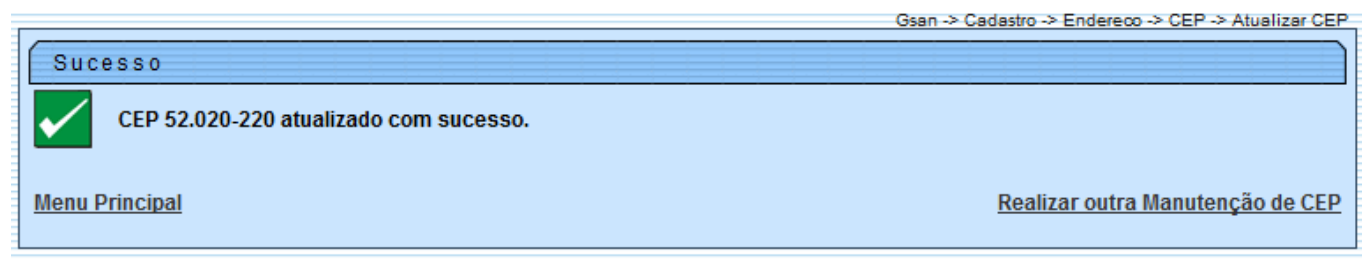 Gsan -> Cadastro -> Endereco -> CEP -> Atualizar CEP
Sucesso
CEP 52.020-220 atualizado com sucesso.
Menu Principal
Realizar outra Manutenção de CEP